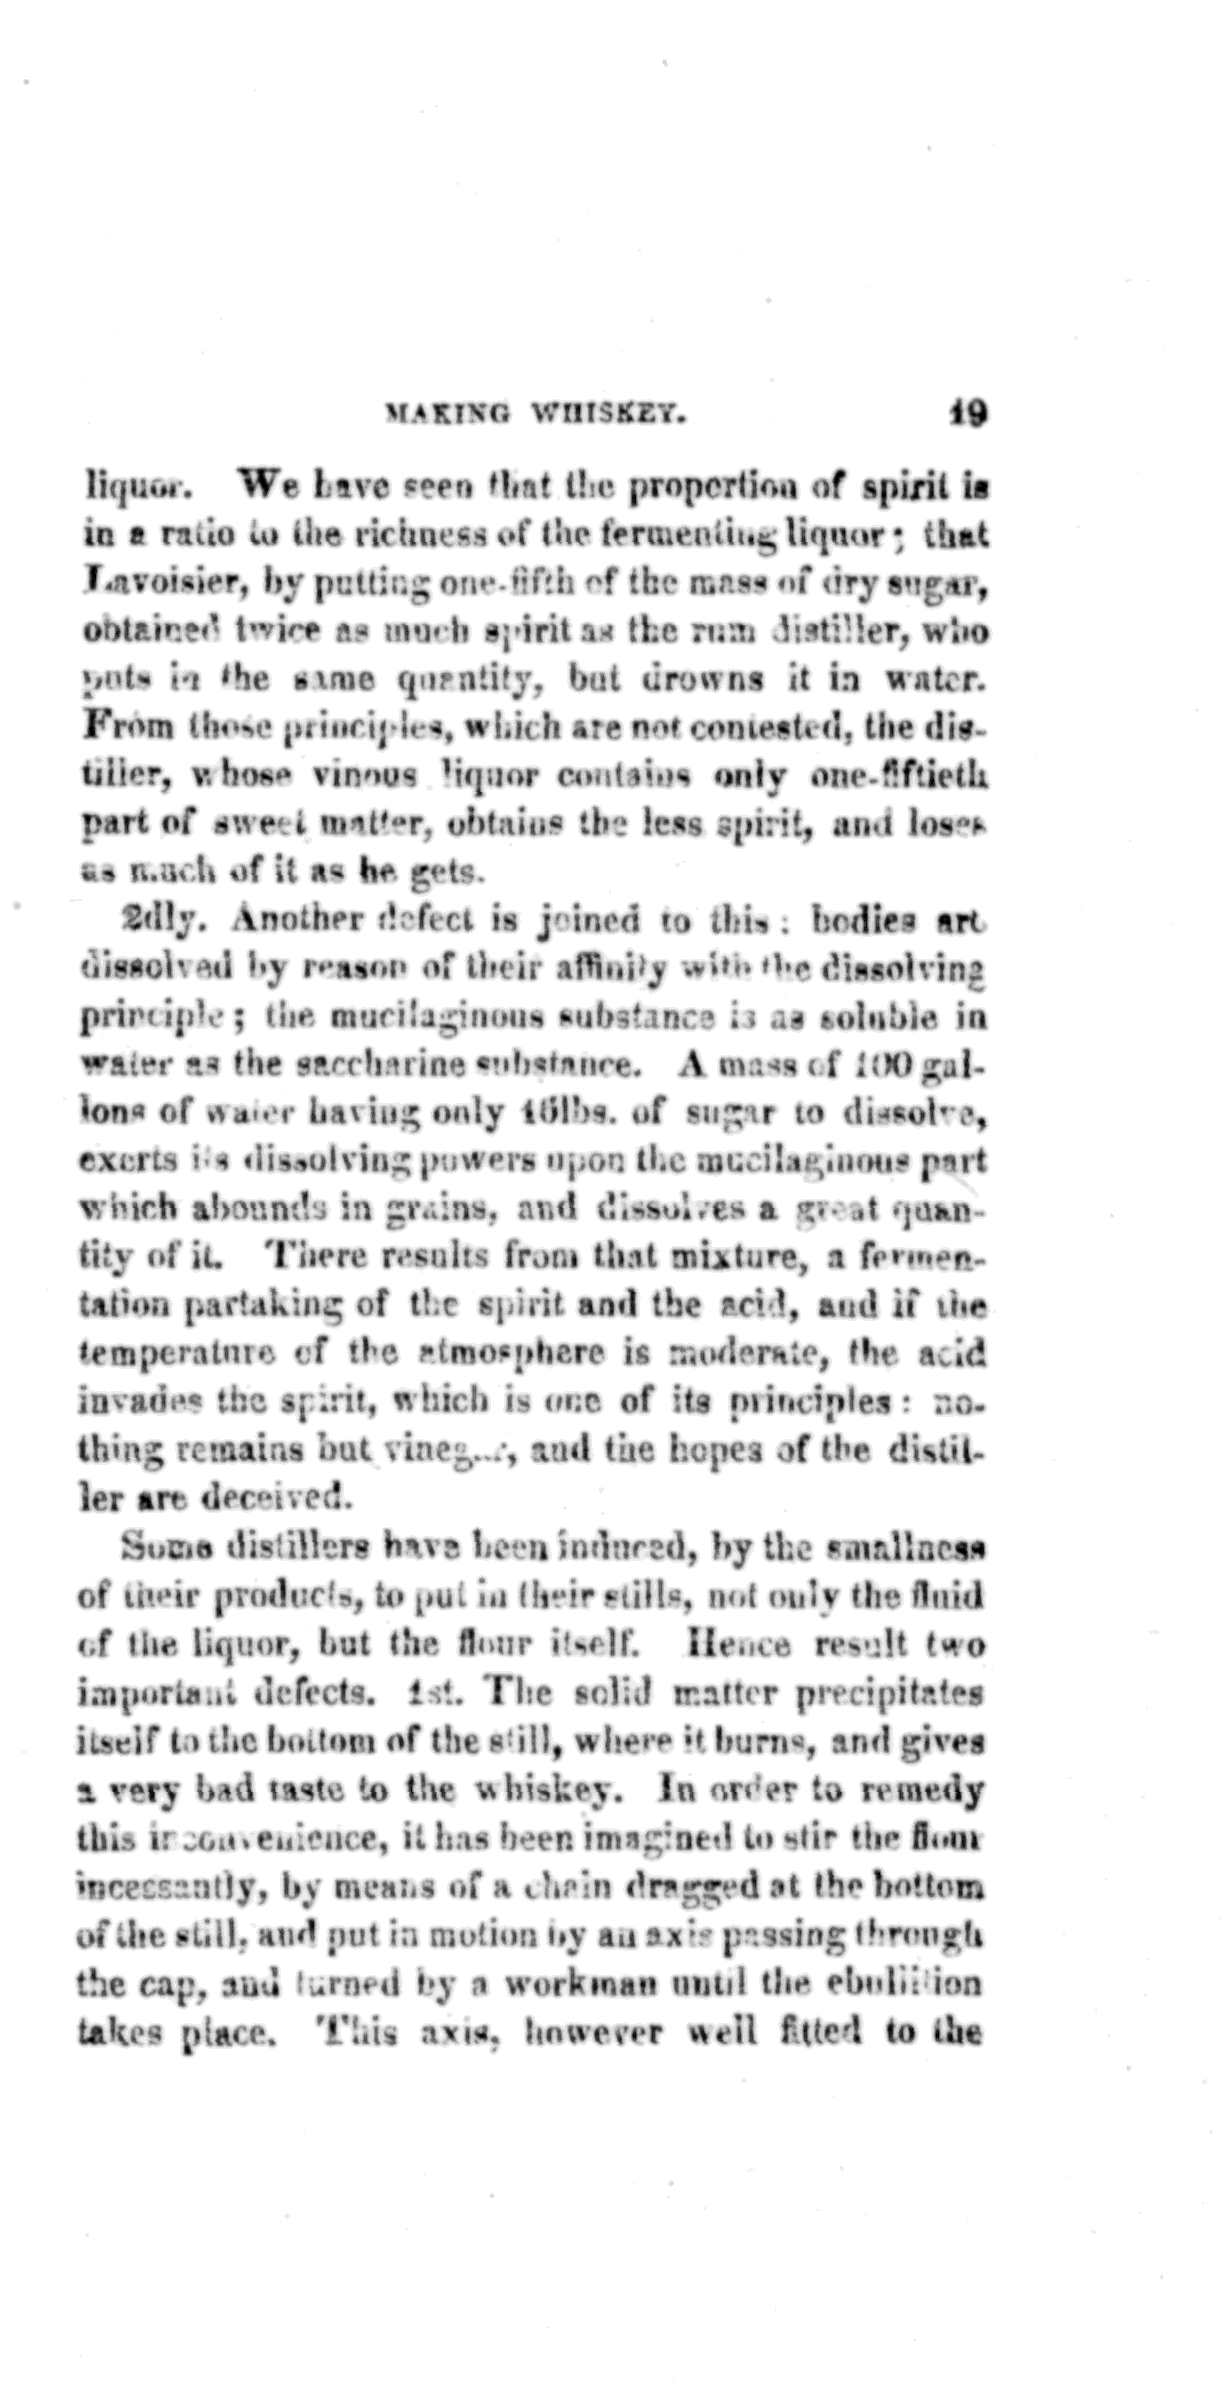 MAKING WHISKEY. 19
liquor. We have seen that the proportion of spirit is
in a ratio to the richness of the fermenting liquor; that
Lavoisier, by putting one-fifth of the mass of dry sugar,
obtained twice as much spirit as the rum distiller, who
puts in the same quantity, but drowns it in water.
From those principles, which are not contested, the dis-
tiller, whose vinous liquor contains only one-fiftieth
part of sweet matter, obtains the less spirit, and loses
as much of it as he gets.
2dly. Another defect is joined to this: bodies are
dissolved by reason of their affinity with the dissolving
principle; the mucilaginous substance is as soluble in
water as the saccharine substance. A mass of 100 gal-
lons of water having only 16lbs. of sugar to dissolve,
exerts its dissolving powers upon the mucilaginous part
which abounds in grains, and dissolves a great quan-
tity of it. There results from that mixture, a fermen-
tation partaking of the spirit and the acid, and if the
temperature of the atmosphere is moderate, the acid
invades the spirit, which is one of its principles: no-
thing remains but vinegar, and the hopes of the distil-
ler are deceived.
Some distillers have been induced, by the smallness
of their products, to put in their stills, not only the fluid
of the liquor, but the flour itself. Hence result two
important defects. 1st. The solid matter precipitates
itself to the bottom of the still, where it burns, and gives
a very bad taste to the whiskey. In order to remedy
this inconvenience, it has been imagined to stir the flour
incessantly, by means of a chain dragged at the bottom
of the still, and put in motion by an axis passing through
the cap, and turned by a workman until the ebullition
takes place. This axis, however well fitted to the